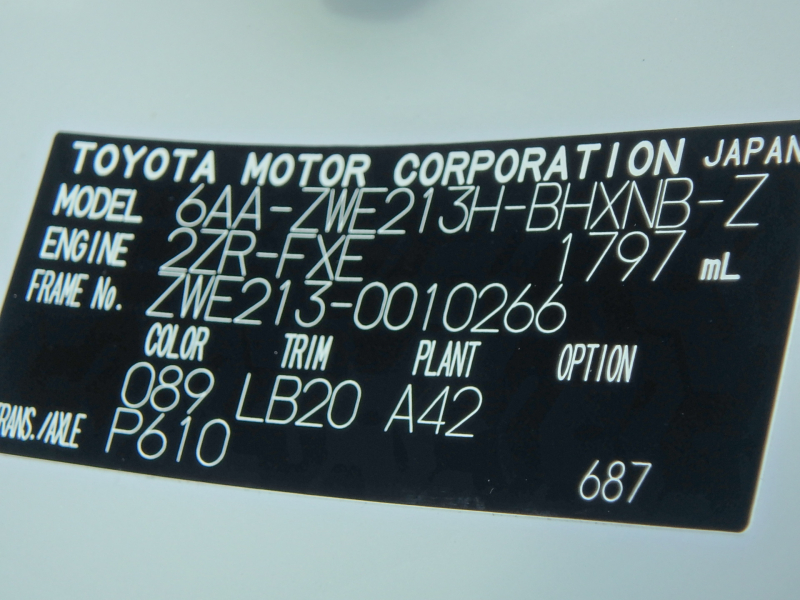 TOYOTA MOTOR CORPORATION JAPAN
MODEL 6AA-ZWE213H-BHXNB-Z
ENGINE 2ZR-FXE 1797 mL
FRAME No. ZWE213-0010266
COLOR TRIM PLANT OPTION
089 LB20 A42
TRANS./AXLE P610
687